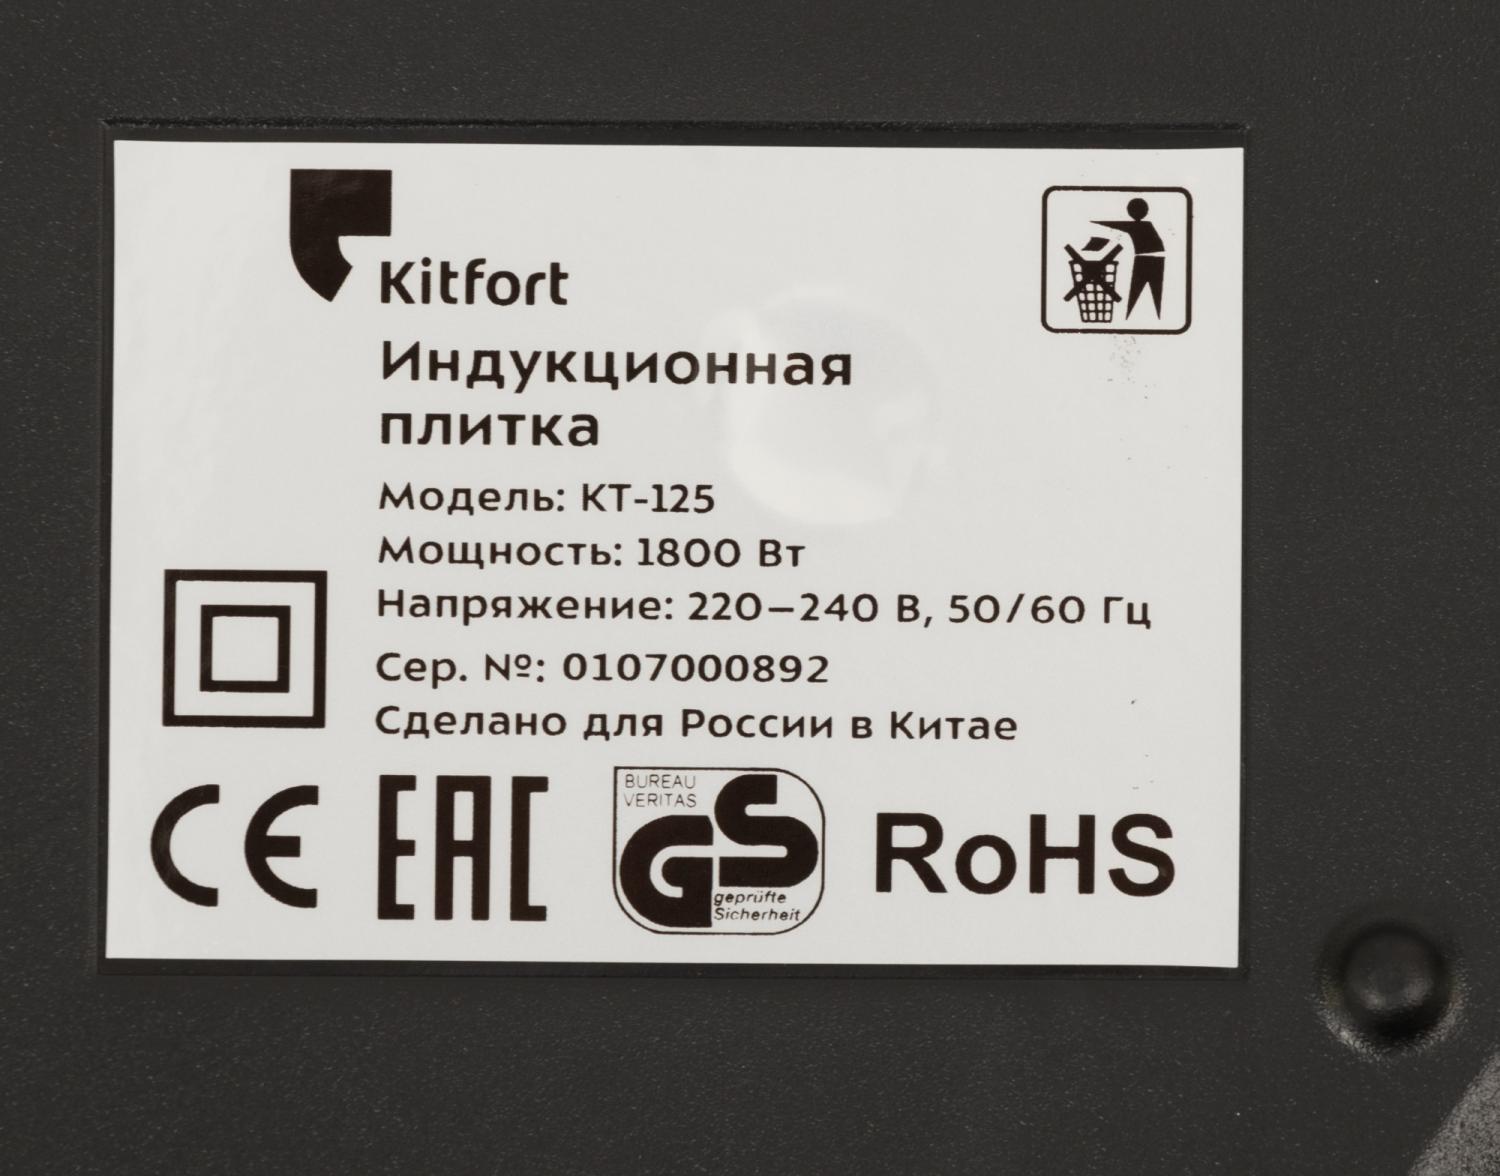 Kitfort
Индукционная
плитка
Модель: КТ-125
Мощность: 1800 Вт
Напряжение: 220–240 В, 50/60 Гц
Сер. №: 0107000892
Сделано для России в Китае
CE EAC
BUREAU
VERITAS
GS
geprüfte
Sicherheit
RoHS